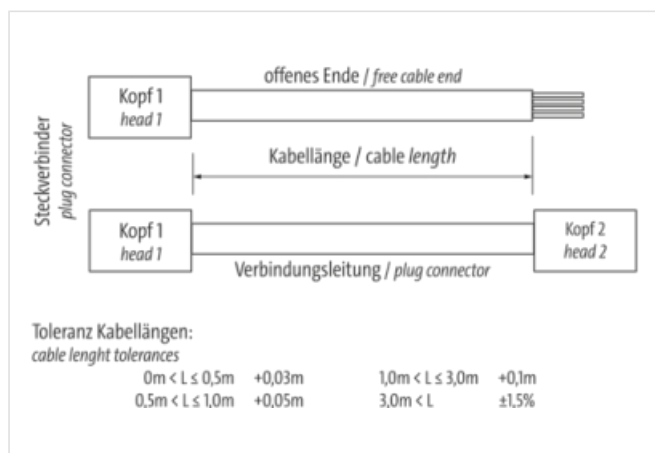 offenes Ende / free cable end
Kopf 1
head 1
Steckverbinder
plug connector
Kabellänge / cable length
Kopf 1
head 1
Kopf 2
head 2
Verbindungsleitung / plug connector
Toleranz Kabellängen:
cable lenght tolerances
0m < L ≤ 0,5m +0,03m 1,0m < L ≤ 3,0m +0,1m
0.5m < L ≤ 1,0m +0,05m 3.0m < L ±1.5%